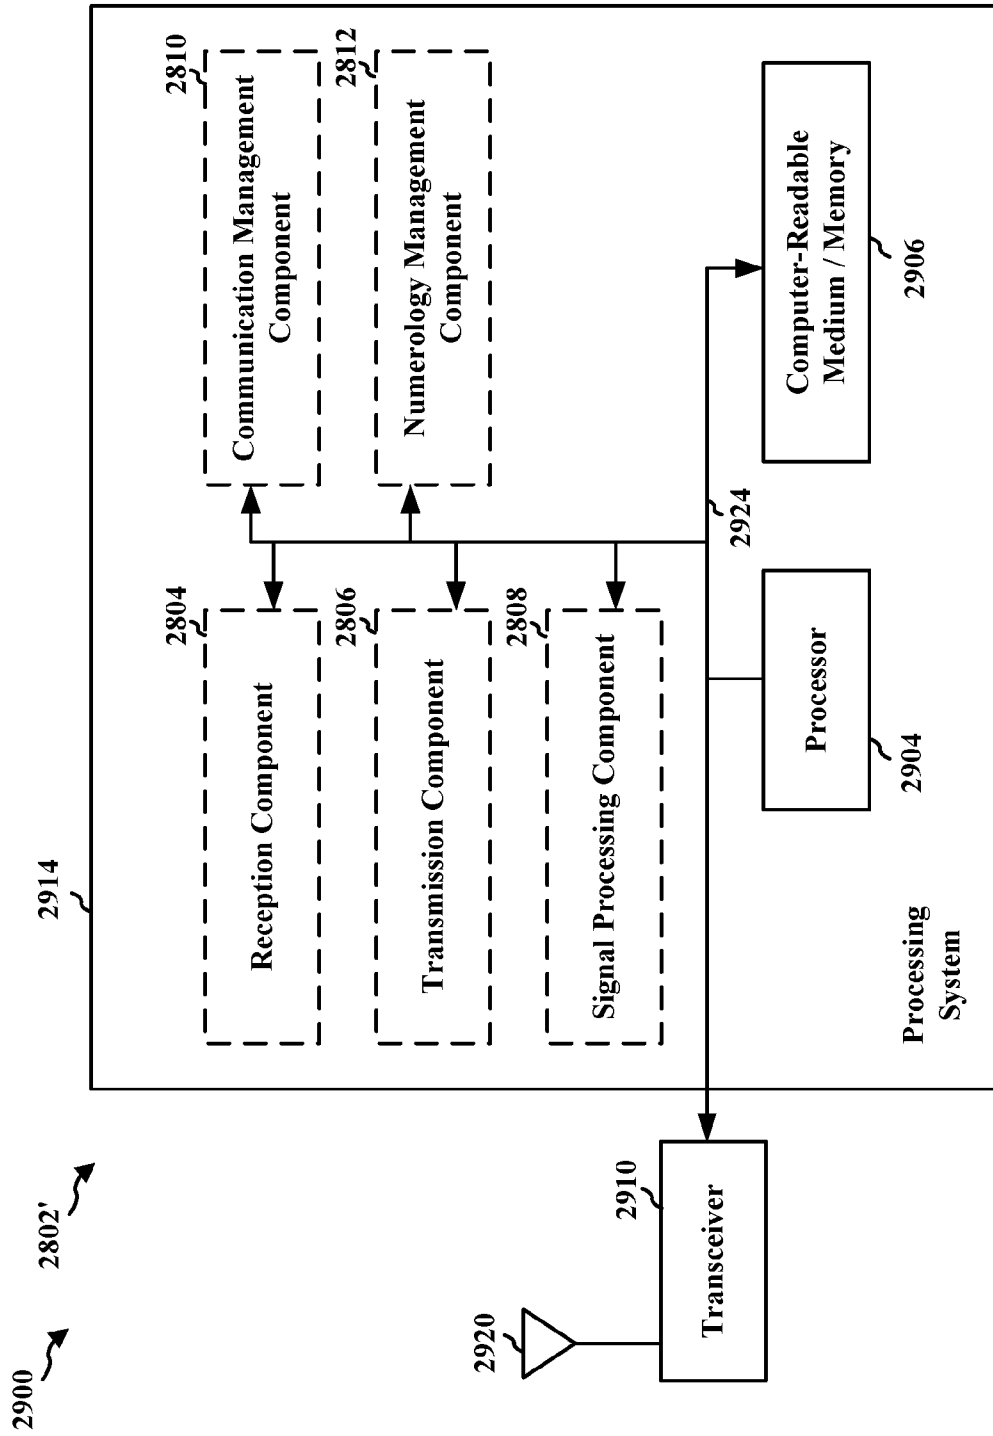 2900
2802'
2914
2804
Reception Component
2806
Transmission Component
2808
Signal Processing Component
2810
Communication Management
Component
2812
Numerology Management
Component
2920
2910
Transceiver
2924
Processor
2904
Computer-Readable
Medium / Memory
2906
Processing
System